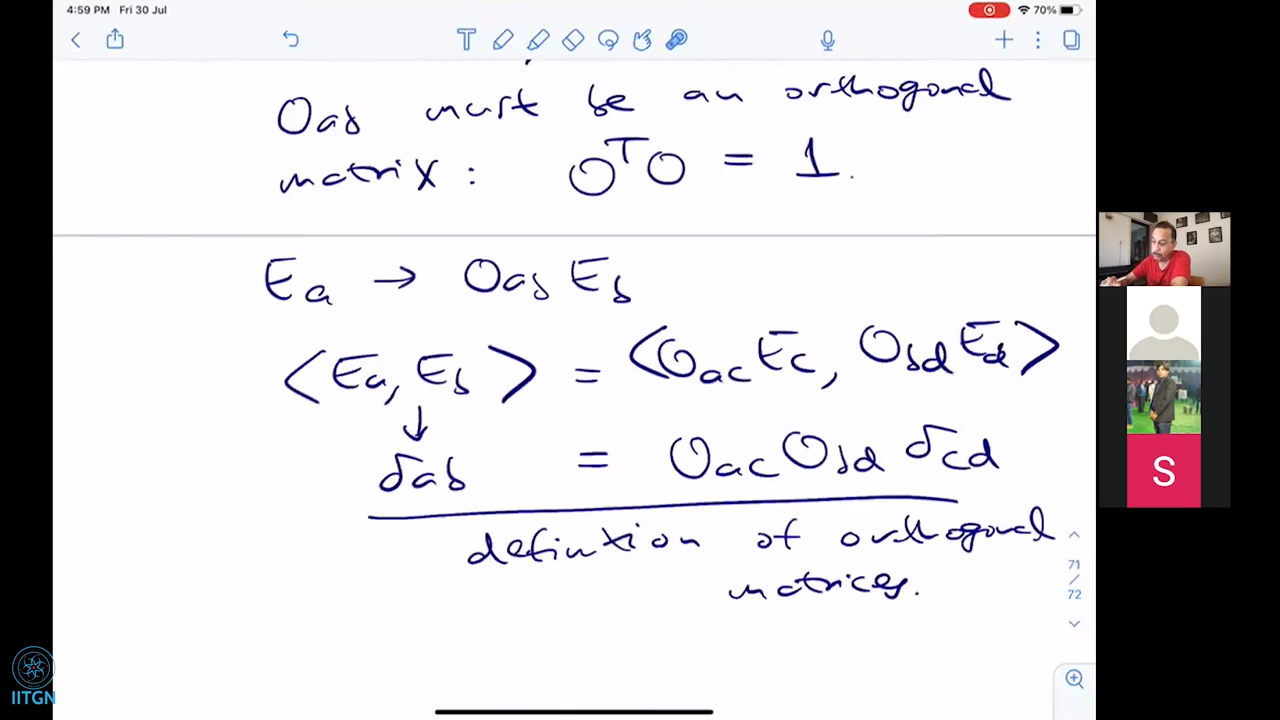 4:59 PM Fri 30 Jul
70%
T
Oab must be an orthogonal
matrix : OᵀO = 1.
Ea → Oab Eb
<Ea, Eb> = <Oac Ec, Obd Ed>
↓
δab = Oac Obd δcd
defintion of orthogonal
matrices.
71
/
72
S
IITGN